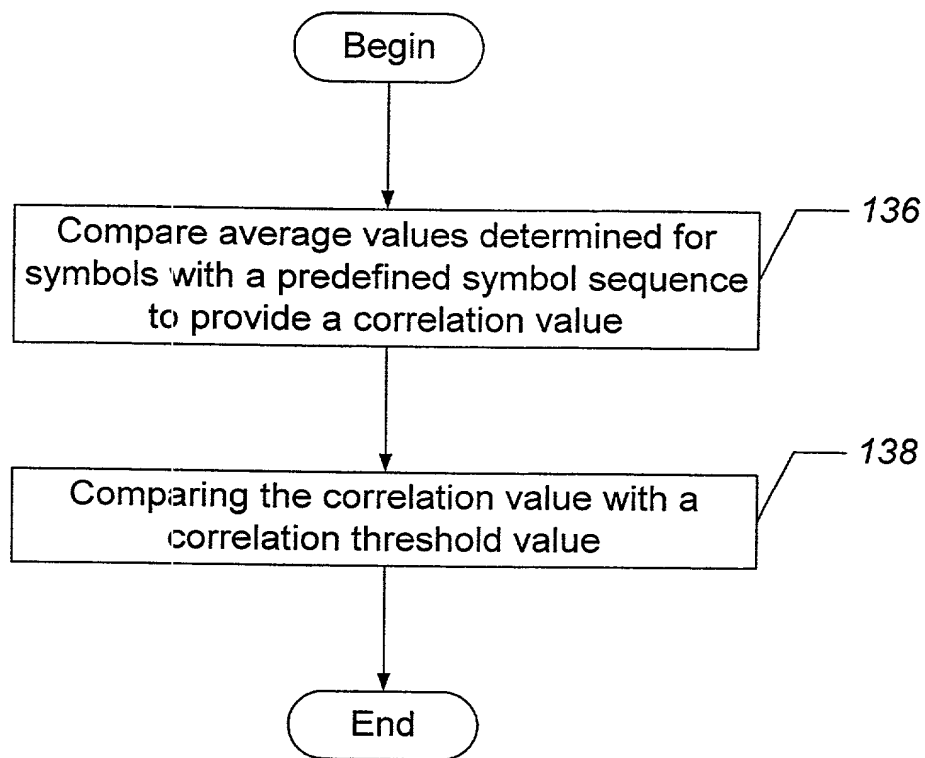 Begin
Compare average values determined for
symbols with a predefined symbol sequence
to provide a correlation value
136
Comparing the correlation value with a
correlation threshold value
138
End